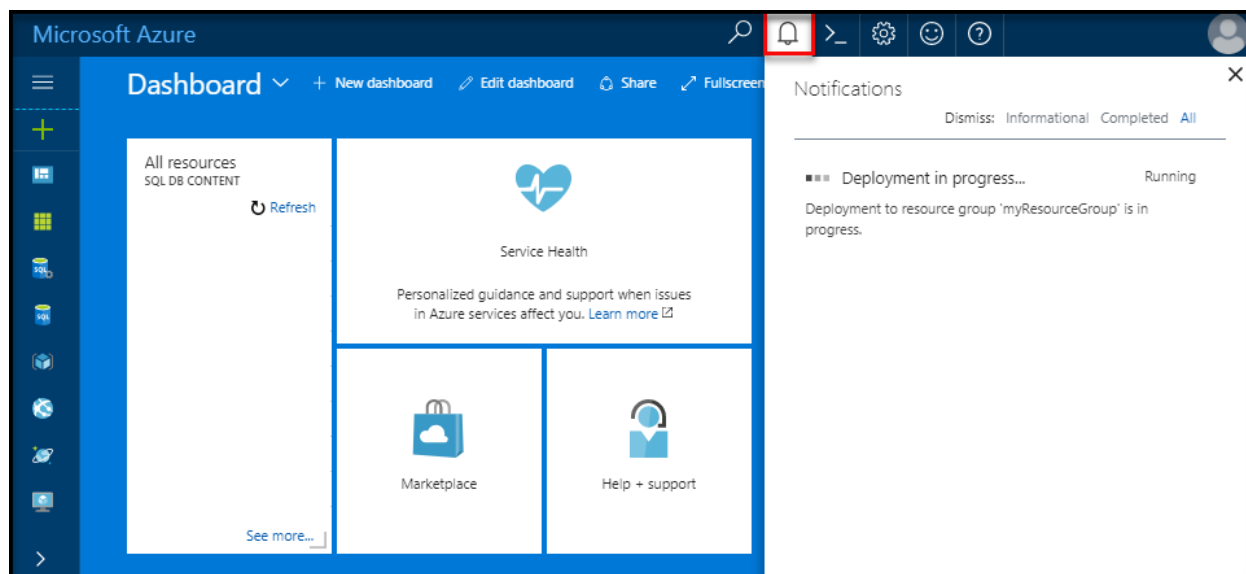 Microsoft Azure
Dashboard
New dashboard
Edit dashboard
Share
Fullscreen
All resources
SQL DB CONTENT
Refresh
See more...
Service Health
Personalized guidance and support when issues
in Azure services affect you. Learn more
Marketplace
Help + support
Notifications
Dismiss: Informational Completed All
Deployment in progress... Running
Deployment to resource group 'myResourceGroup' is in
progress.
SQL
SQL